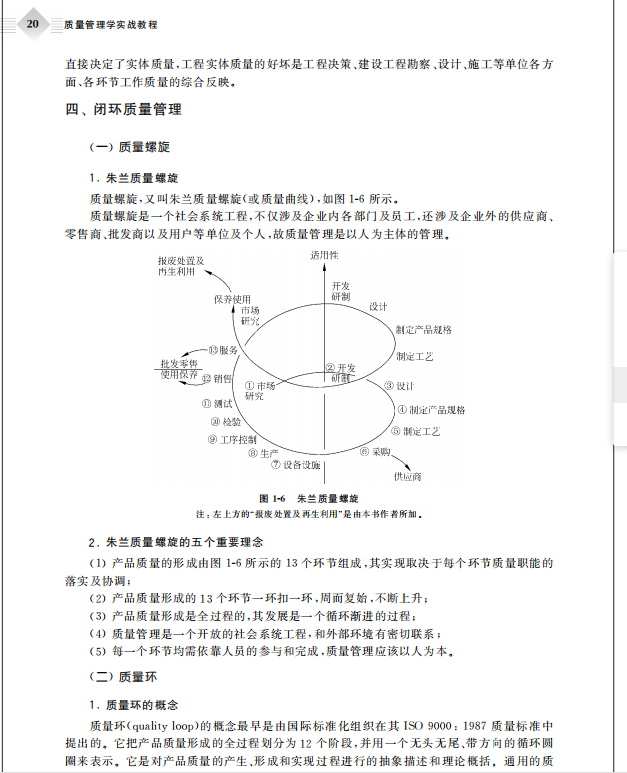 20 质量管理学实战教程
直接决定了实体质量,工程实体质量的好坏是工程决策、建设工程勘察、设计、施工等单位各方
面、各环节工作质量的综合反映。
四、闭环质量管理
(一)质量螺旋
1. 朱兰质量螺旋
质量螺旋,又叫朱兰质量螺旋(或质量曲线),如图 1-6 所示。
质量螺旋是一个社会系统工程,不仅涉及企业内各部门及员工,还涉及企业外的供应商、
零售商、批发商以及用户等单位及个人,故质量管理是以人为主体的管理。
适用性
报废处置及
再生利用
开发
研制
保养使用
市场
研究
设计
制定产品规格
制定工艺
⑬服务
批发零售
使用保养
⑫销售
①市场
研究
②开发
研制
③设计
⑪测试
④制定产品规格
⑩检验
⑤制定工艺
⑨工序控制
⑧生产
⑦设备设施
⑥采购
供应商
图 1-6 朱兰质量螺旋
注:左上方的“报废处置及再生利用”是由本书作者所加。
2. 朱兰质量螺旋的五个重要理念
(1) 产品质量的形成由图 1-6 所示的 13 个环节组成,其实现取决于每个环节质量职能的
落实及协调;
(2) 产品质量形成的 13 个环节一环扣一环,周而复始,不断上升;
(3) 产品质量形成是全过程的,其发展是一个循环渐进的过程;
(4) 质量管理是一个开放的社会系统工程,和外部环境有密切联系;
(5) 每一个环节均需依靠人员的参与和完成,质量管理应该以人为本。
(二)质量环
1. 质量环的概念
质量环(quality loop)的概念最早是由国际标准化组织在其 ISO 9000:1987 质量标准中
提出的。它把产品质量形成的全过程划分为 12 个阶段,并用一个无头无尾、带方向的循环圆
圈来表示。它是对产品质量的产生、形成和实现过程进行的抽象描述和理论概括。通用的质